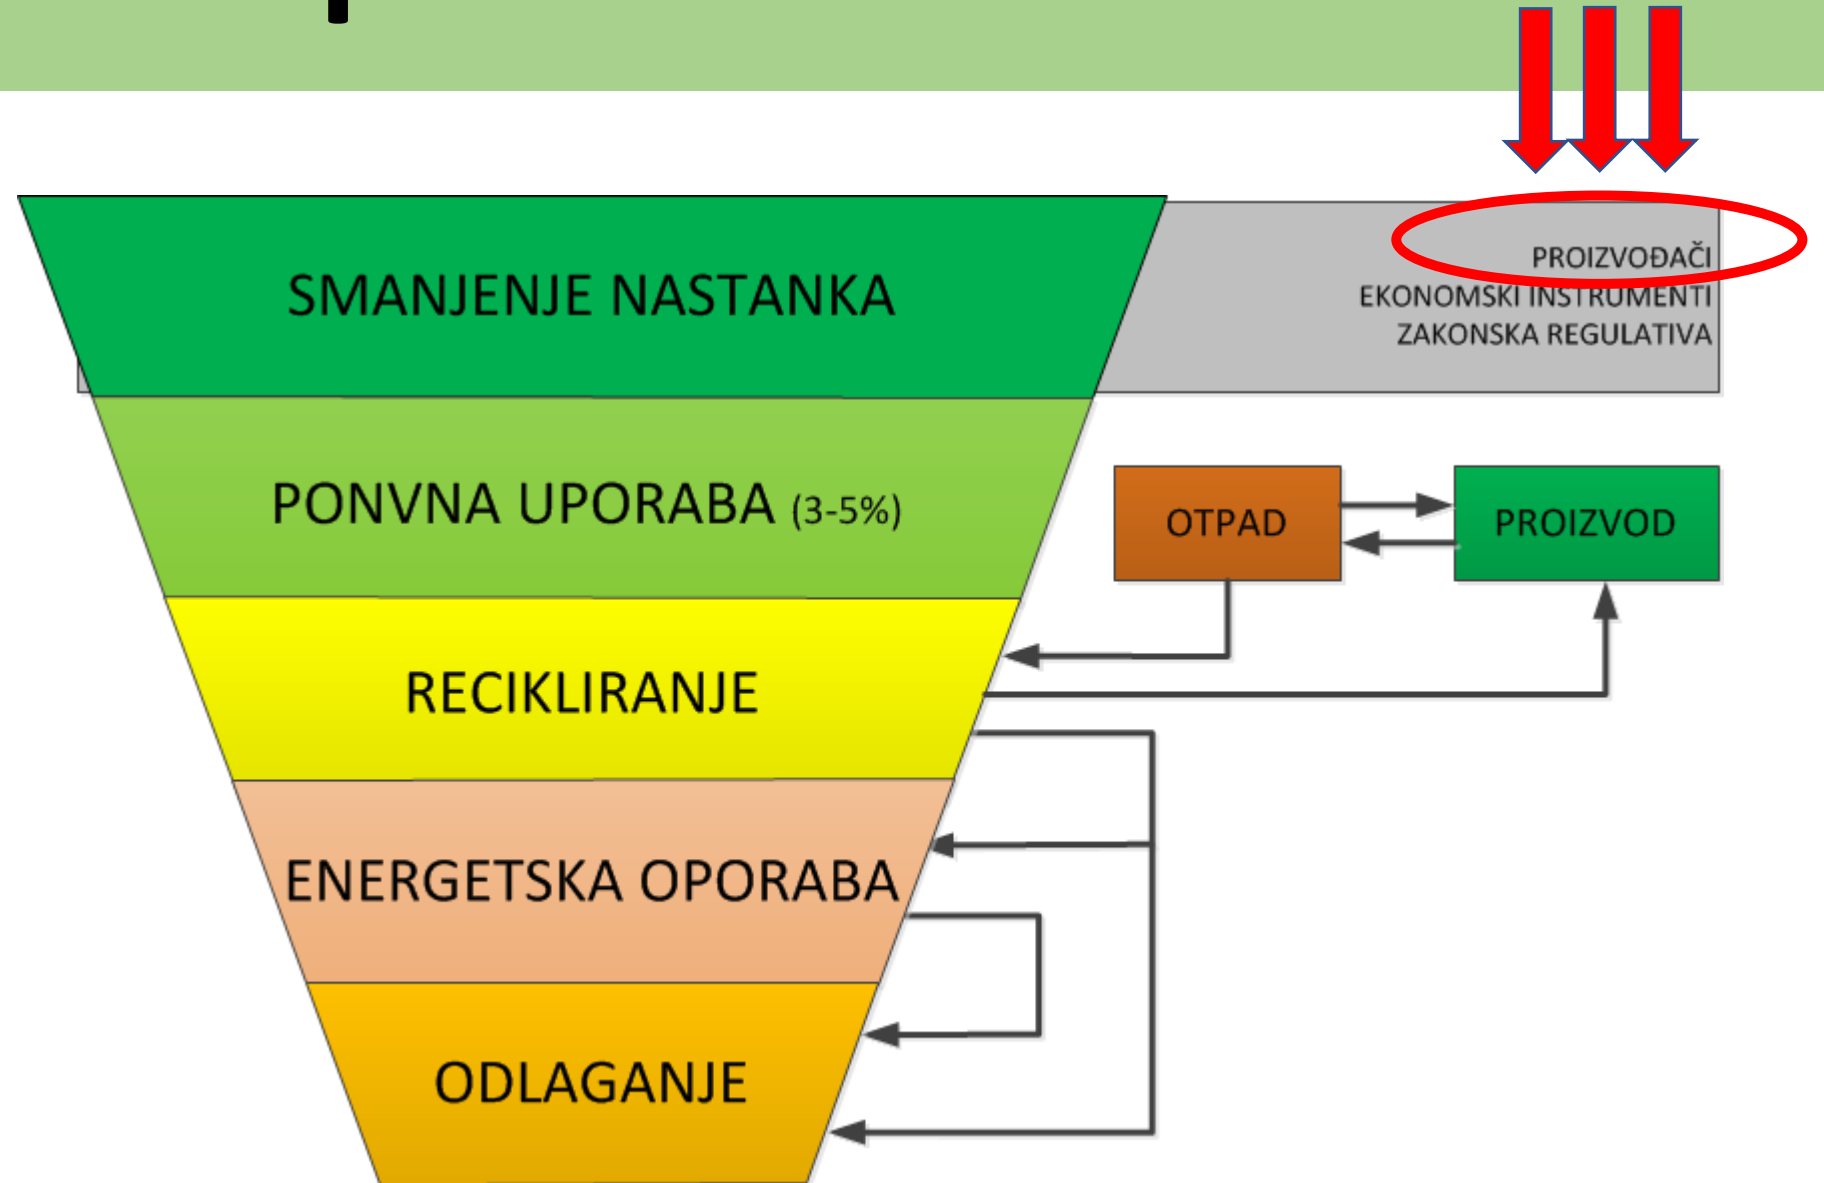 SMANJENJE NASTANKA
PROIZVOĐAČI
EKONOMSKI INSTRUMENTI
ZAKONSKA REGULATIVA
PONVNA UPORABA (3-5%)
OTPAD
PROIZVOD
RECIKLIRANJE
ENERGETSKA OPORABA
ODLAGANJE